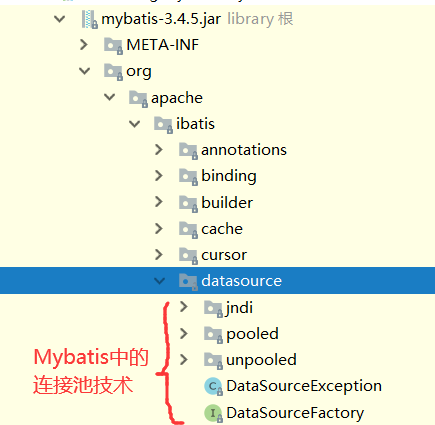 mybatis-3.4.5.jar library 根
META-INF
org
apache
ibatis
annotations
binding
builder
cache
cursor
datasource
jndi
pooled
unpooled
C DataSourceException
I DataSourceFactory
Mybatis中的
连接池技术